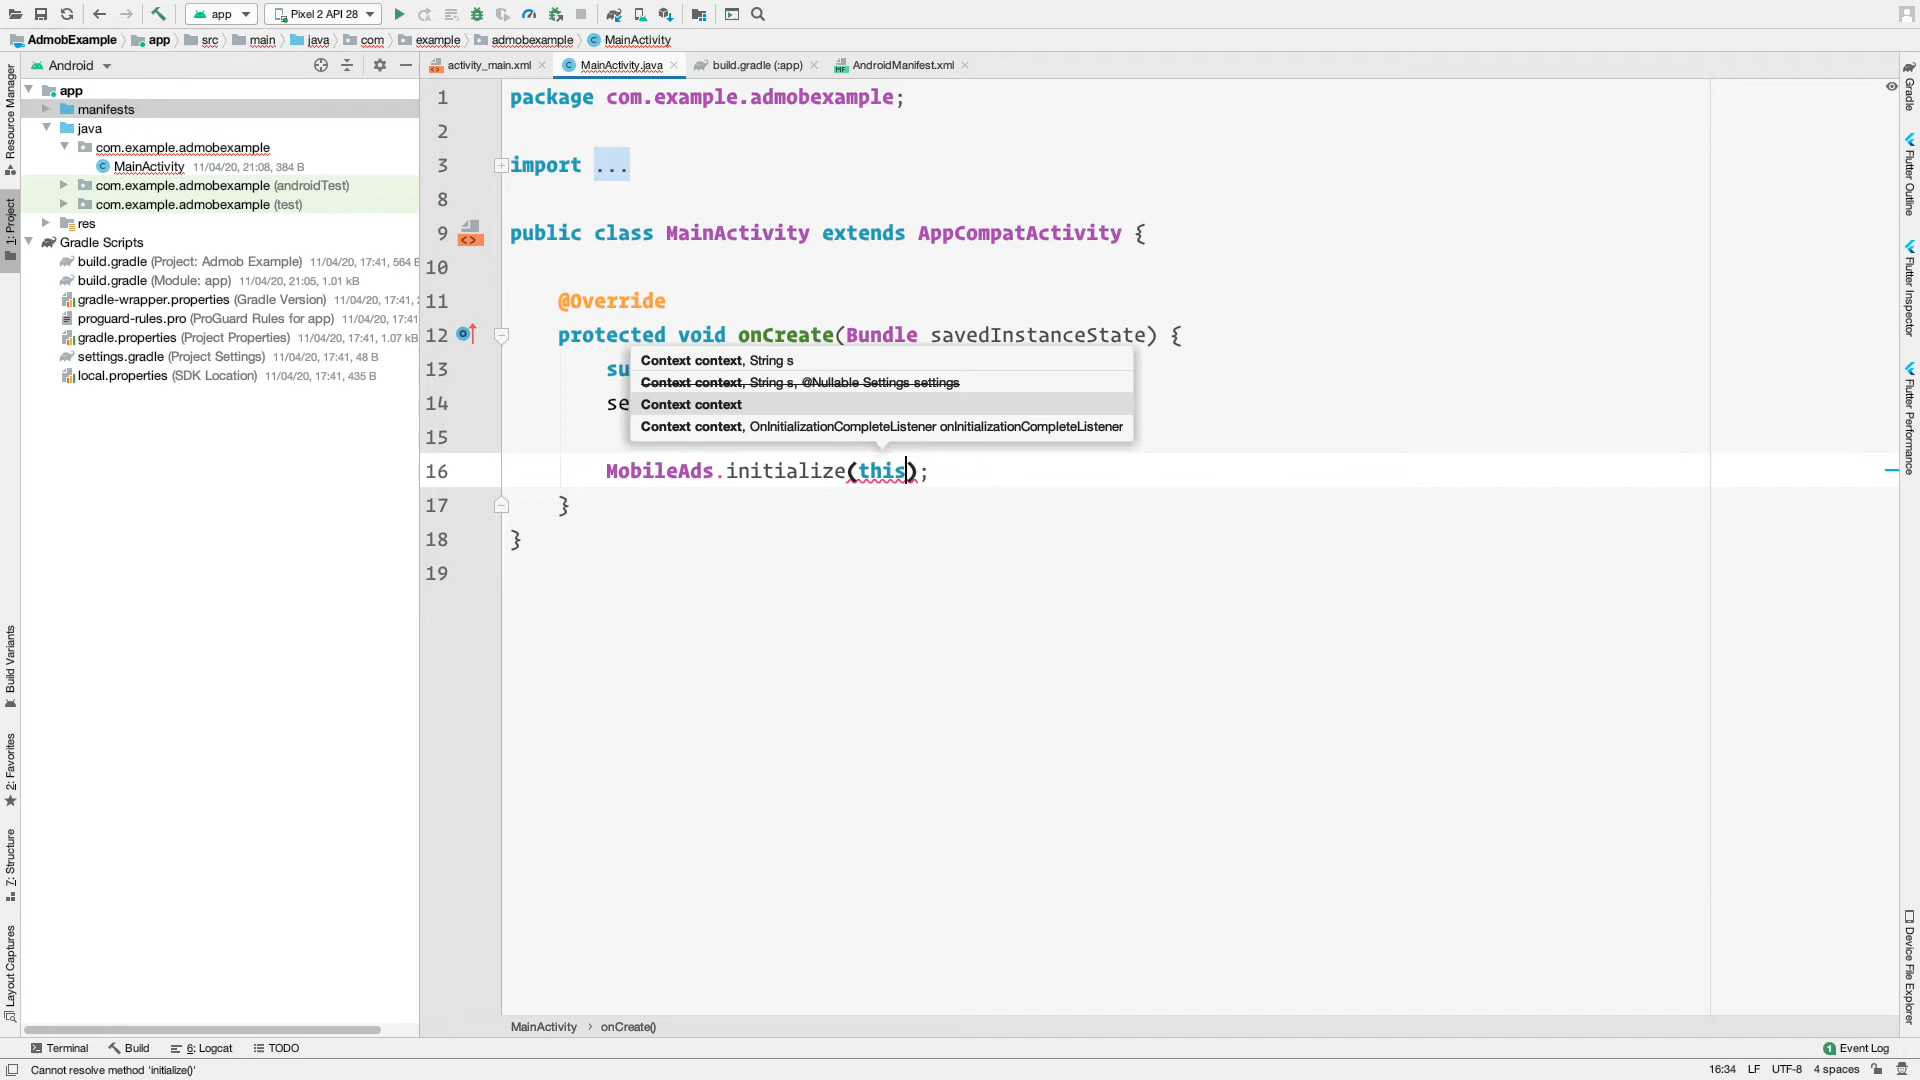 app
Pixel 2 API 28
AdmobExample
app
src
main
java
com
example
admobexample
MainActivity
Android
activity_main.xml
MainActivity.java
build.gradle (:app)
AndroidManifest.xml
Resource Manager
1: Project
Build Variants
2: Favorites
7: Structure
Layout Captures
app
manifests
java
com.example.admobexample
MainActivity 11/04/20, 21:08, 384 B
com.example.admobexample (androidTest)
com.example.admobexample (test)
res
Gradle Scripts
build.gradle (Project: Admob Example) 11/04/20, 17:41, 564 B
build.gradle (Module: app) 11/04/20, 21:05, 1.01 kB
gradle-wrapper.properties (Gradle Version) 11/04/20, 17:41,
proguard-rules.pro (ProGuard Rules for app) 11/04/20, 17:41,
gradle.properties (Project Properties) 11/04/20, 17:41, 1.07 kB
settings.gradle (Project Settings) 11/04/20, 17:41, 48 B
local.properties (SDK Location) 11/04/20, 17:41, 435 B
1 package com.example.admobexample;
2
3 import ...
8
9 public class MainActivity extends AppCompatActivity {
10
11 @Override
12 protected void onCreate(Bundle savedInstanceState) {
13 su
14 se
15
16 MobileAds.initialize(this);
17 }
18 }
19
Context context, String s
Context context, String s, @Nullable Settings settings
Context context
Context context, OnInitializationCompleteListener onInitializationCompleteListener
Gradle
Flutter Outline
Flutter Inspector
Flutter Performance
Device File Explorer
MainActivity › onCreate()
Terminal
Build
6: Logcat
TODO
1 Event Log
Cannot resolve method 'initialize()'
16:34 LF UTF-8 4 spaces